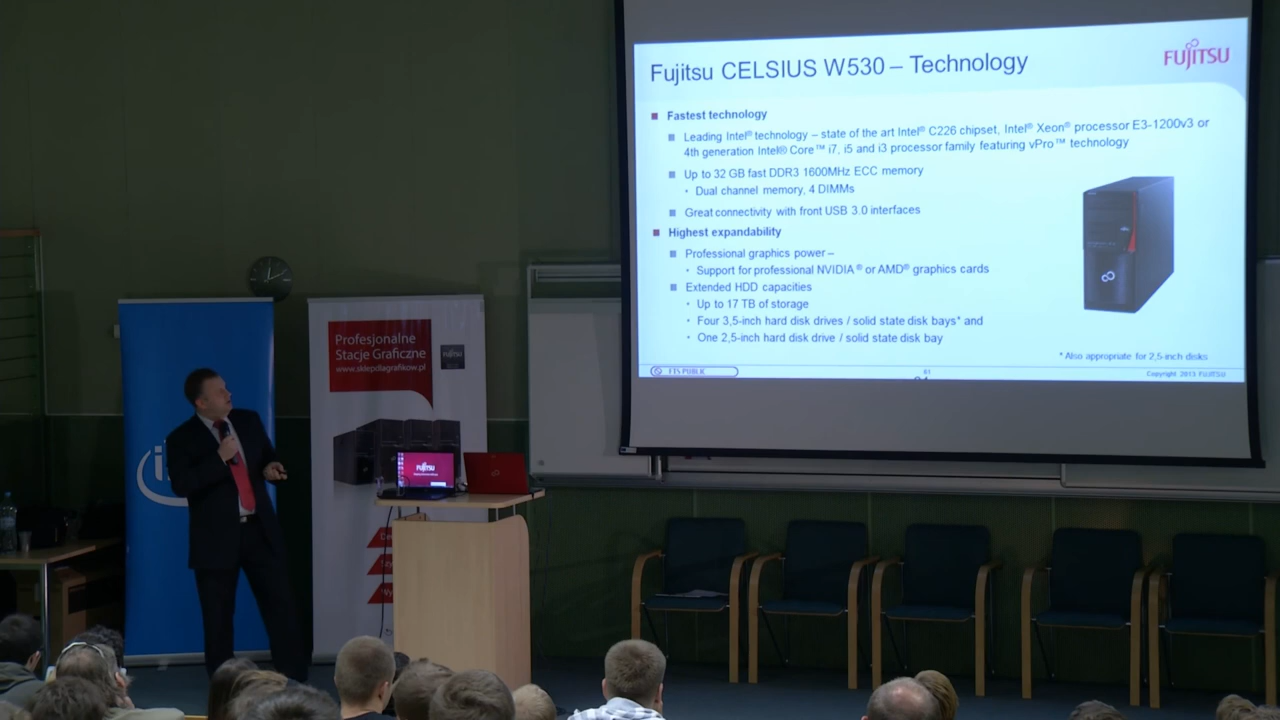 Fujitsu CELSIUS W530 – Technology
FUJITSU
Fastest technology
Leading Intel® technology – state of the art Intel® C226 chipset, Intel® Xeon® processor E3-1200v3 or
4th generation Intel® Core™ i7, i5 and i3 processor family featuring vPro™ technology
Up to 32 GB fast DDR3 1600MHz ECC memory
• Dual channel memory, 4 DIMMs
Great connectivity with front USB 3.0 interfaces
Highest expandability
Professional graphics power –
• Support for professional NVIDIA® or AMD® graphics cards
Extended HDD capacities
• Up to 17 TB of storage
• Four 3,5-inch hard disk drives / solid state disk bays* and
• One 2,5-inch hard disk drive / solid state disk bay
* Also appropriate for 2,5-inch disks
FTS PUBLIC
81
Copyright 2013 FUJITSU
Profesjonalne
Stacje Graficzne
www.sklepdlagrafikow.pl
FUJITSU
FUJITSU